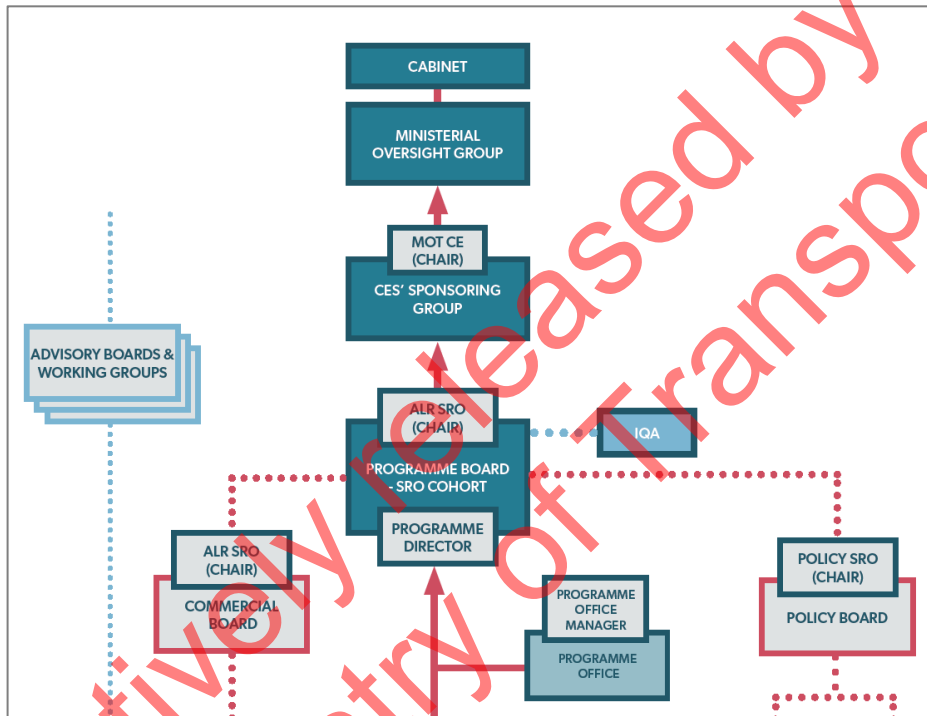 CABINET
MINISTERIAL
OVERSIGHT GROUP
MOT CE
(CHAIR)
CES' SPONSORING
GROUP
ADVISORY BOARDS &
WORKING GROUPS
ALR SRO
(CHAIR)
IQA
PROGRAMME BOARD
- SRO COHORT
PROGRAMME
DIRECTOR
ALR SRO
(CHAIR)
COMMERCIAL
BOARD
POLICY SRO
(CHAIR)
POLICY BOARD
PROGRAMME
OFFICE
MANAGER
PROGRAMME
OFFICE
released by
of Transpo